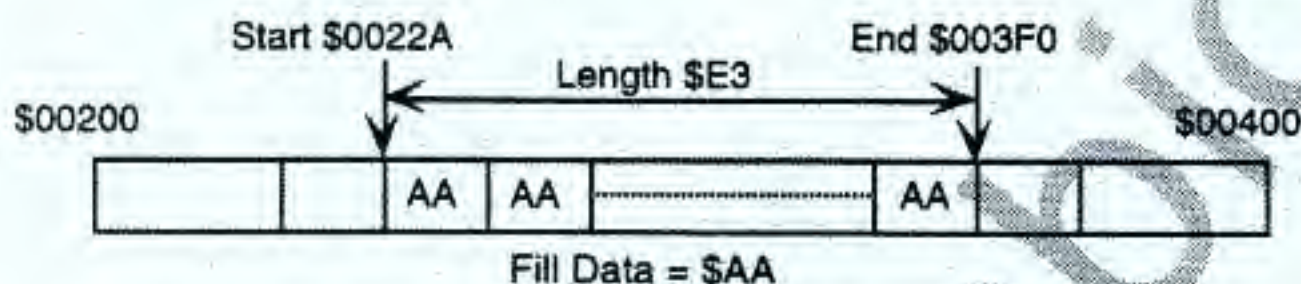 Start $0022A End $003F0
Length $E3
$00200 $00400
AA AA AA
Fill Data = $AA